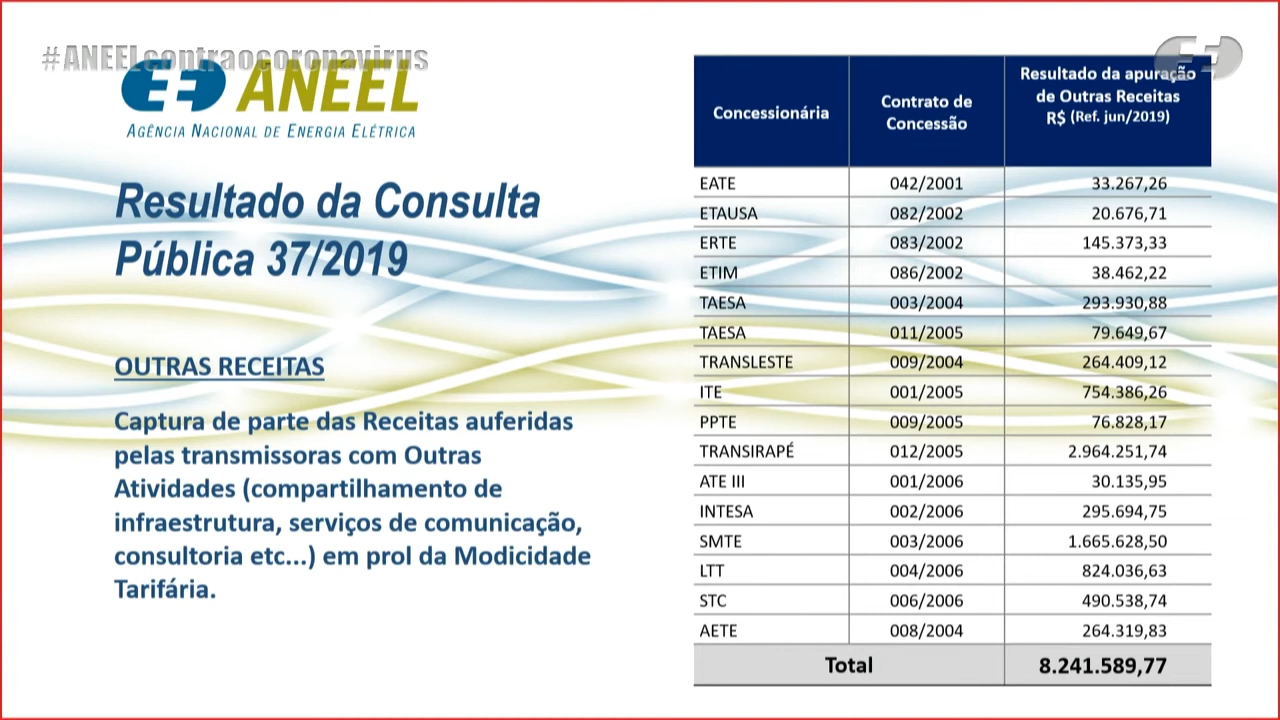 #ANEELcontraocoronavirus
ANEEL
AGÊNCIA NACIONAL DE ENERGIA ELÉTRICA
Resultado da Consulta
Pública 37/2019
OUTRAS RECEITAS
Captura de parte das Receitas auferidas
pelas transmissoras com Outras
Atividades (compartilhamento de
infraestrutura, serviços de comunicação,
consultoria etc...) em prol da Modicidade
Tarifária.
Concessionária Contrato de Concessão Resultado da apuração de Outras Receitas R$ (Ref. jun/2019)
EATE 042/2001 33.267,26
ETAUSA 082/2002 20.676,71
ERTE 083/2002 145.373,33
ETIM 086/2002 38.462,22
TAESA 003/2004 293.930,88
TAESA 011/2005 79.649,67
TRANSLESTE 009/2004 264.409,12
ITE 001/2005 754.386,26
PPTE 009/2005 76.828,17
TRANSIRAPÉ 012/2005 2.964.251,74
ATE III 001/2006 30.135,95
INTESA 002/2006 295.694,75
SMTE 003/2006 1.665.628,50
LTT 004/2006 824.036,63
STC 006/2006 490.538,74
AETE 008/2004 264.319,83
Total 8.241.589,77